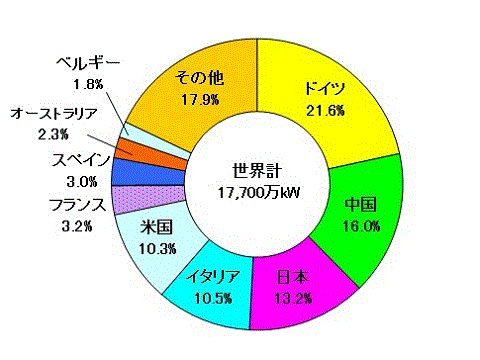 世界計
17,700万kW
ドイツ
21.6%
中国
16.0%
日本
13.2%
イタリア
10.5%
米国
10.3%
フランス
3.2%
スペイン
3.0%
オーストラリア
2.3%
ベルギー
1.8%
その他
17.9%